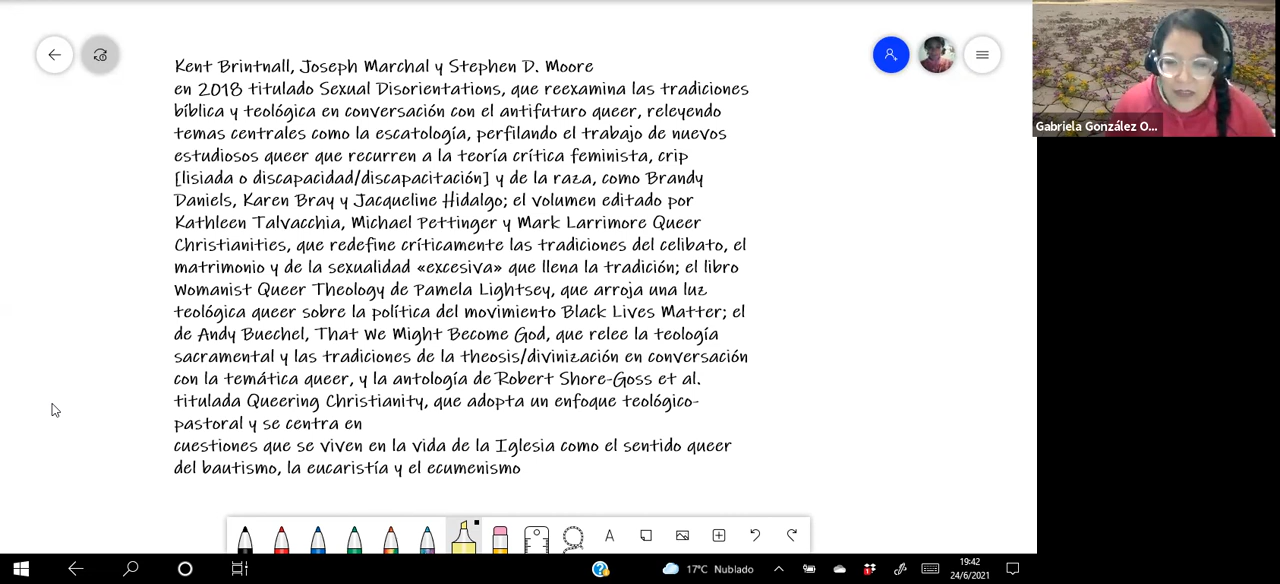 Kent Brintnall, Joseph Marchal y Stephen D. Moore
en 2018 titulado Sexual Disorientations, que reexamina las tradiciones
bíblica y teológica en conversación con el antifuturo queer, releyendo
temas centrales como la escatología, perfilando el trabajo de nuevos
estudiosos queer que recurren a la teoría crítica feminista, crip
[lisiada o discapacidad/discapacitación] y de la raza, como Brandy
Daniels, Karen Bray y Jacqueline Hidalgo; el volumen editado por
Kathleen Talvacchia, Michael Pettinger y Mark Larrimore Queer
Christianities, que redefine críticamente las tradiciones del celibato, el
matrimonio y de la sexualidad «excesiva» que llena la tradición; el libro
Womanist Queer Theology de Pamela Lightsey, que arroja una luz
teológica queer sobre la política del movimiento Black Lives Matter; el
de Andy Buechel, That We Might Become God, que relee la teología
sacramental y las tradiciones de la theosis/divinización en conversación
con la temática queer, y la antología de Robert Shore-Goss et al.
titulada Queering Christianity, que adopta un enfoque teológico-
pastoral y se centra en
cuestiones que se viven en la vida de la Iglesia como el sentido queer
del bautismo, la eucaristía y el ecumenismo
Gabriela González O...
A
17°C Nublado
19:42
24/6/2021